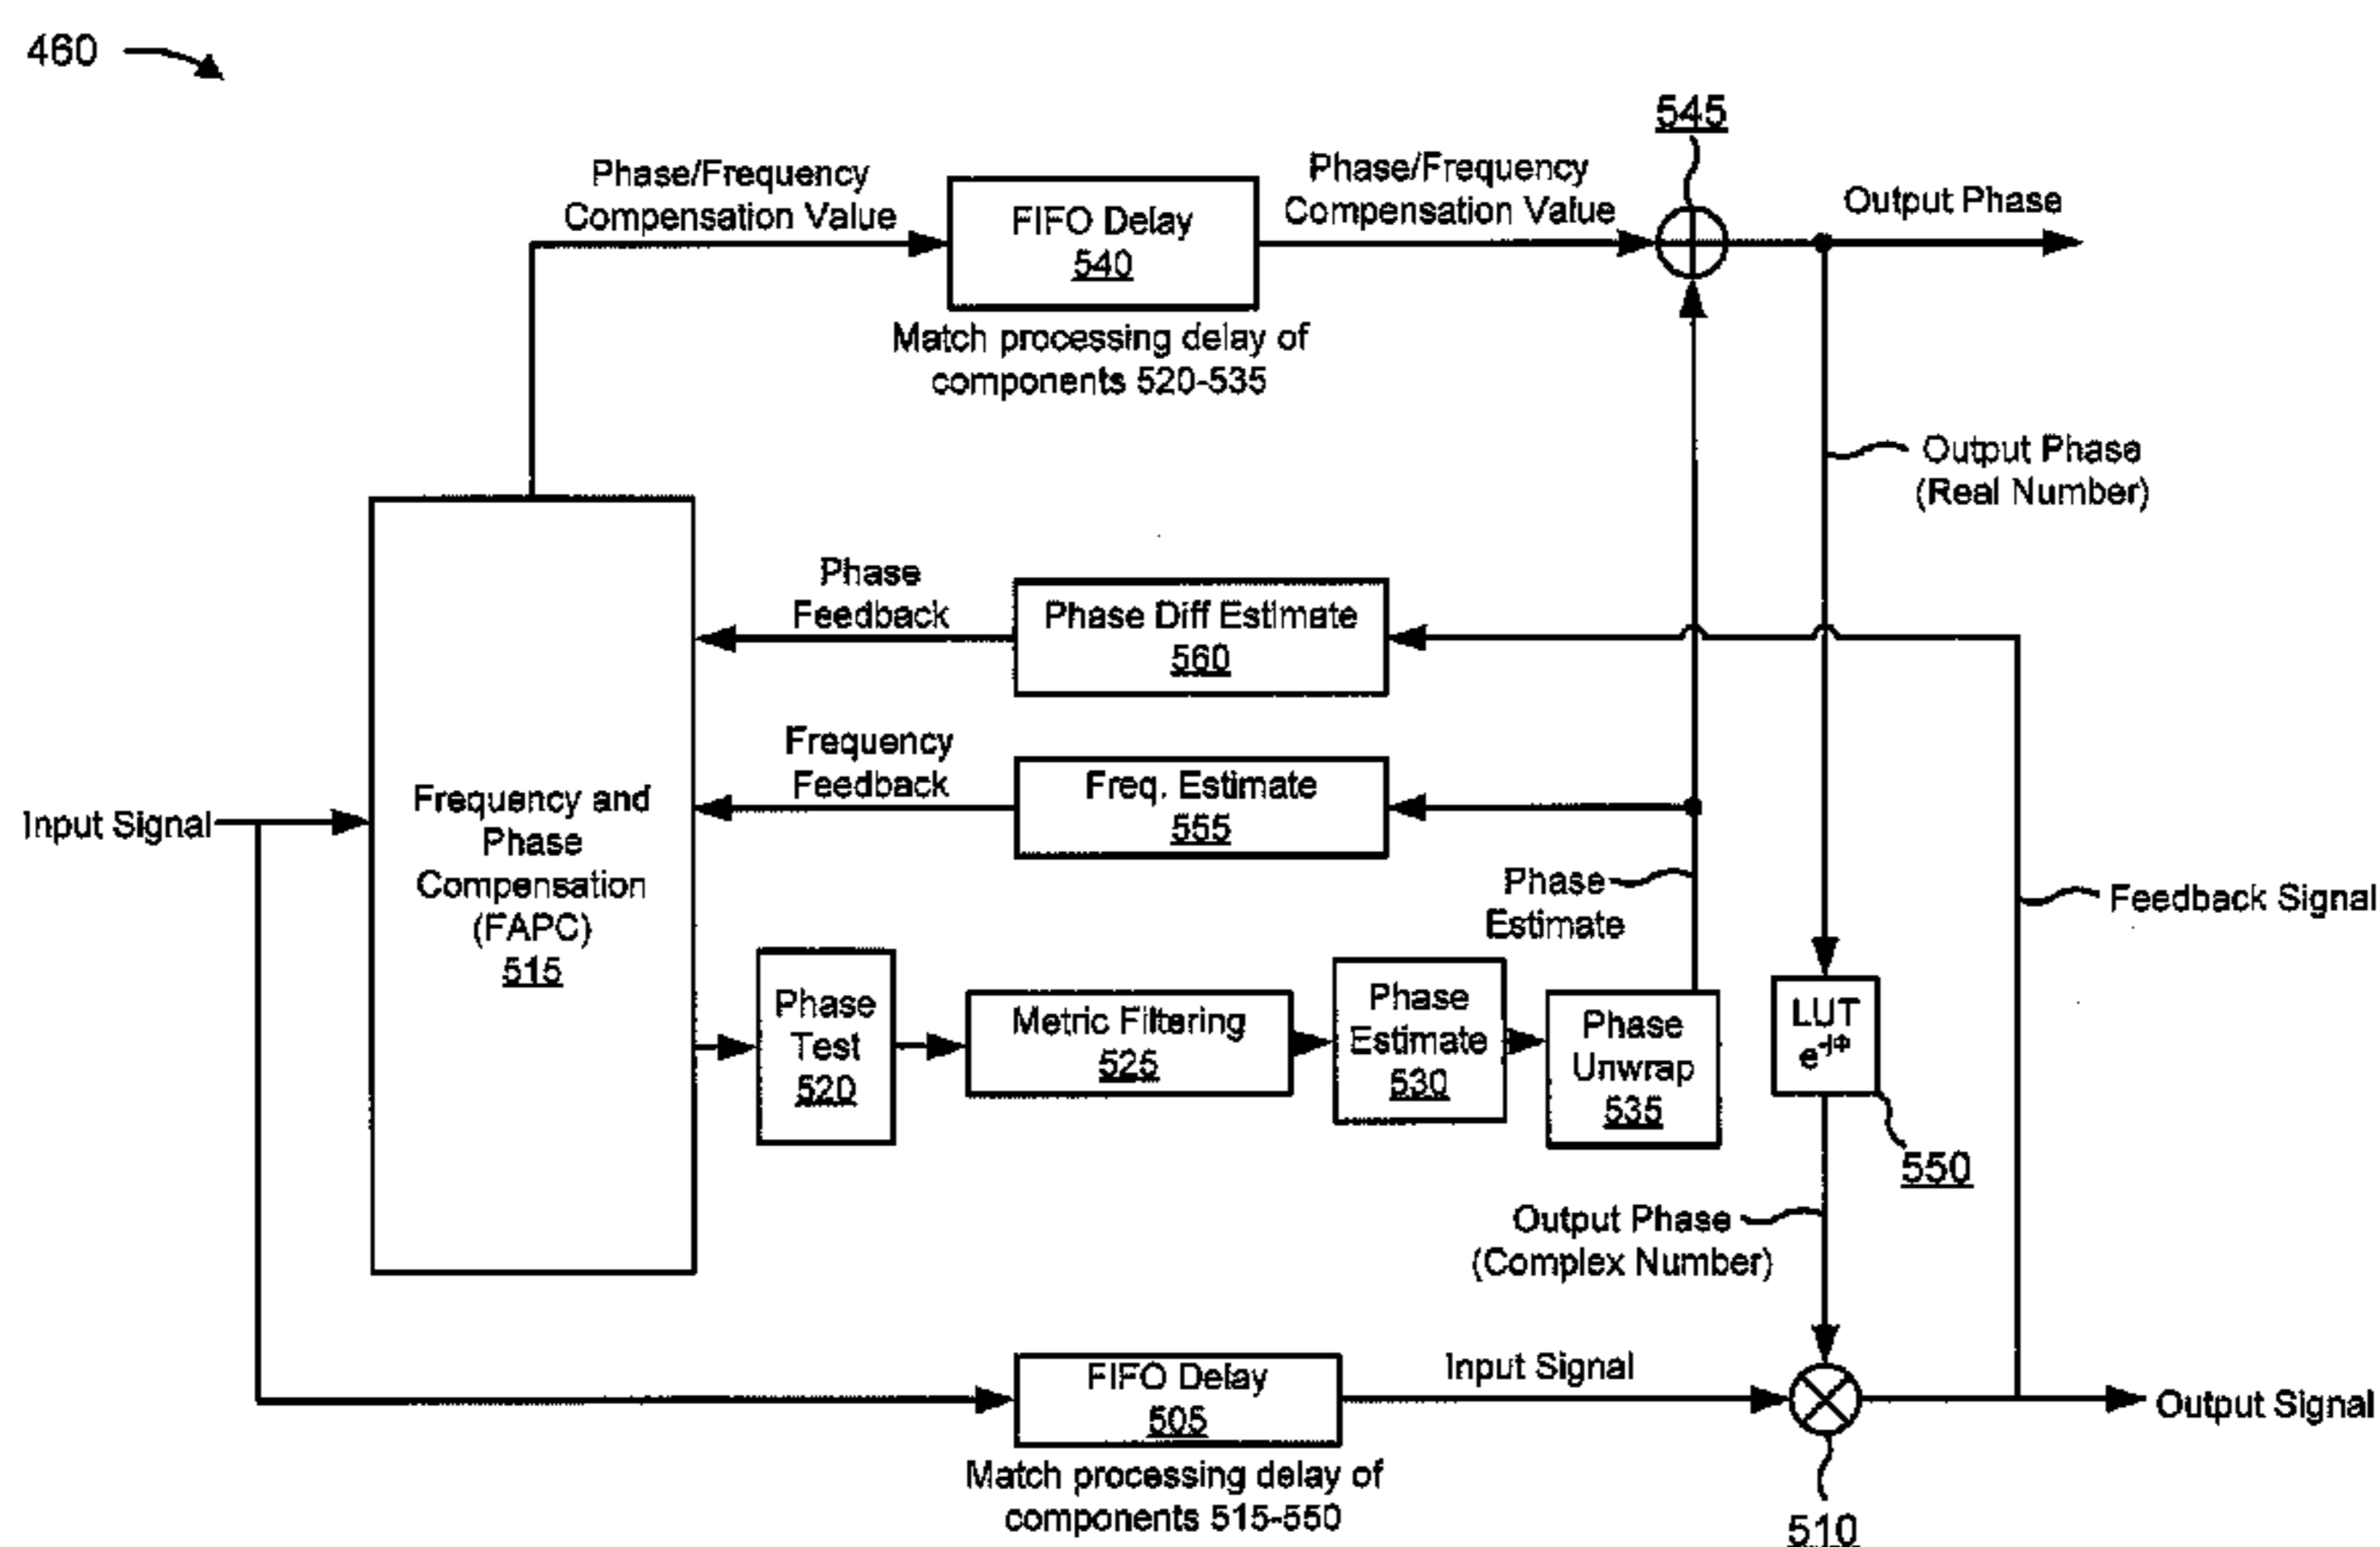 460
545
Phase/Frequency
Compensation Value
FIFO Delay
540
Phase/Frequency
Compensation Value
Output Phase
Match processing delay of
components 520-535
Output Phase
(Real Number)
Phase
Feedback
Phase Diff Estimate
560
Frequency
Feedback
Freq. Estimate
555
Input Signal
Frequency and
Phase
Compensation
(FAPC)
515
Phase
Estimate
Feedback Signal
Phase
Test
520
Metric Filtering
525
Phase
Estimate
530
Phase
Unwrap
535
LUT
e-jΦ
550
Output Phase
(Complex Number)
FIFO Delay
505
Input Signal
Output Signal
Match processing delay of
components 515-550
510